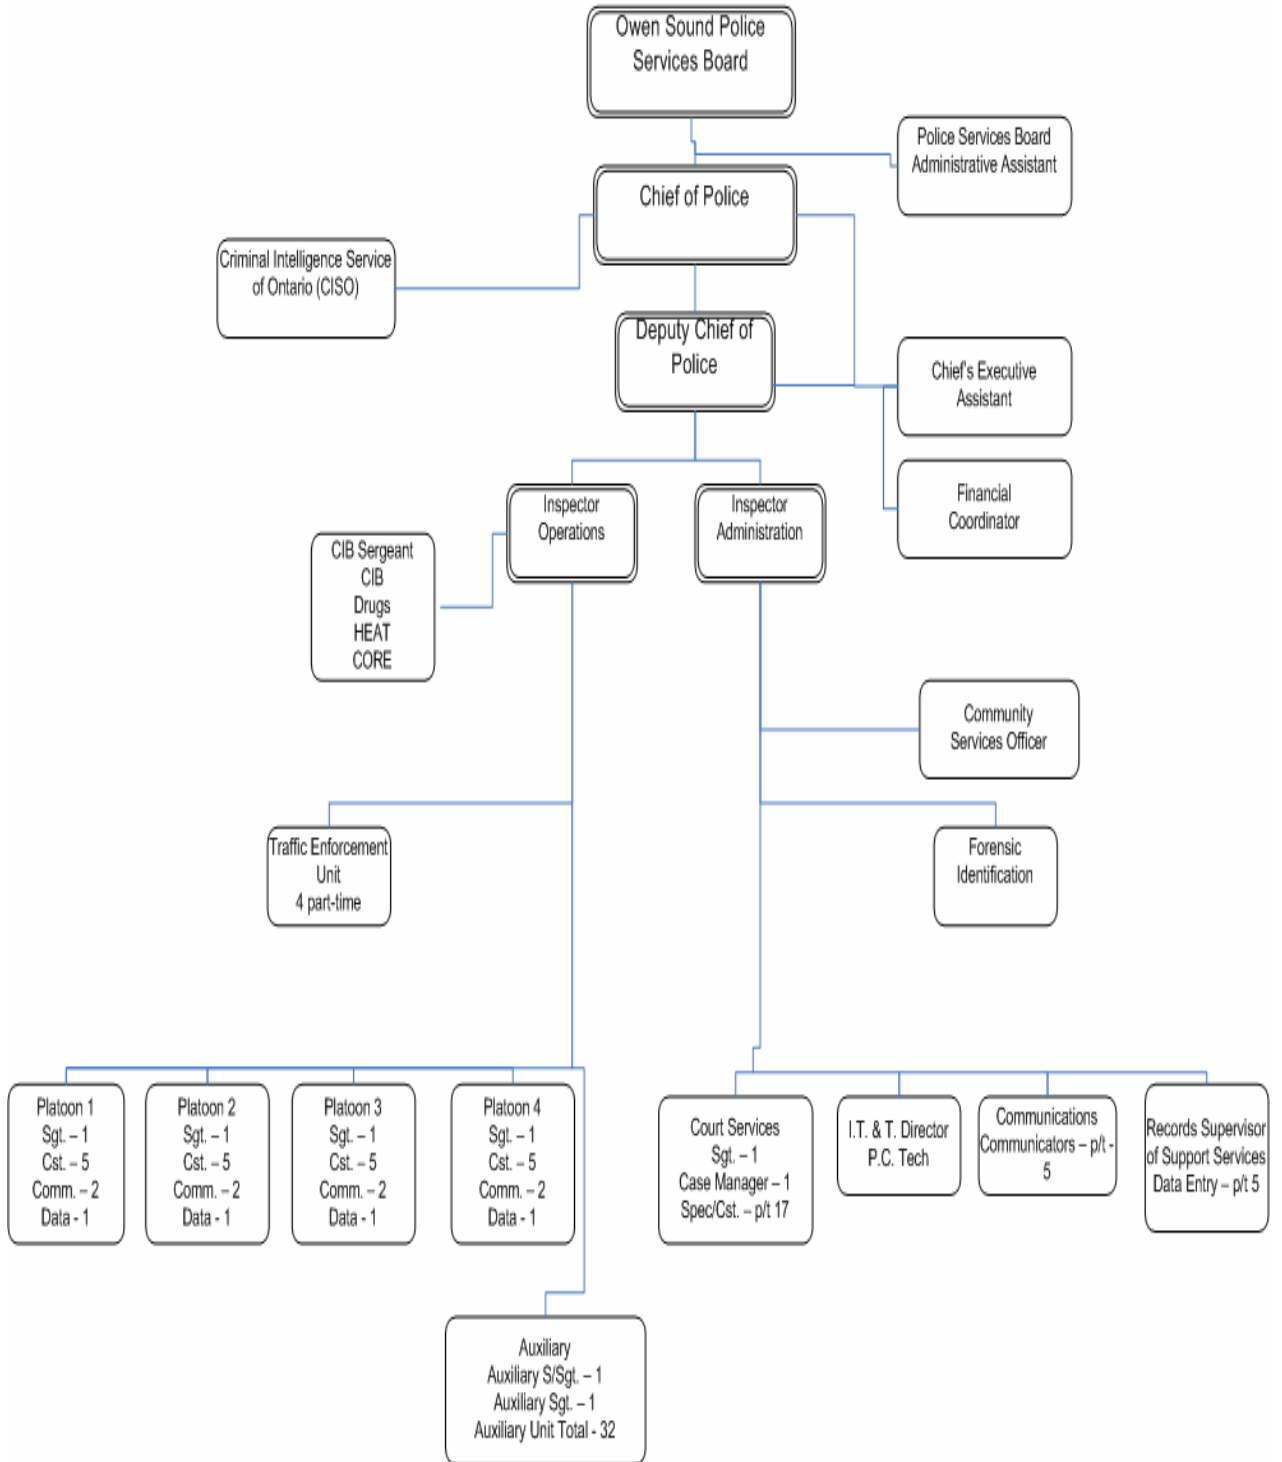 Owen Sound Police
Services Board
Police Services Board
Administrative Assistant
Chief of Police
Criminal Intelligence Service
of Ontario (CISO)
Deputy Chief of
Police
Chief's Executive
Assistant
Financial
Coordinator
Inspector
Operations
Inspector
Administration
CIB Sergeant
CIB
Drugs
HEAT
CORE
Community
Services Officer
Traffic Enforcement
Unit
4 part-time
Forensic
Identification
Platoon 1
Sgt. – 1
Cst. – 5
Comm. – 2
Data - 1
Platoon 2
Sgt. – 1
Cst. – 5
Comm. – 2
Data - 1
Platoon 3
Sgt. – 1
Cst. – 5
Comm. – 2
Data - 1
Platoon 4
Sgt. – 1
Cst. – 5
Comm. – 2
Data - 1
Court Services
Sgt. – 1
Case Manager – 1
Spec/Cst. – p/t 17
I.T. & T. Director
P.C. Tech
Communications
Communicators – p/t -
5
Records Supervisor
of Support Services
Data Entry – p/t 5
Auxiliary
Auxiliary S/Sgt. – 1
Auxiliary Sgt. – 1
Auxiliary Unit Total - 32